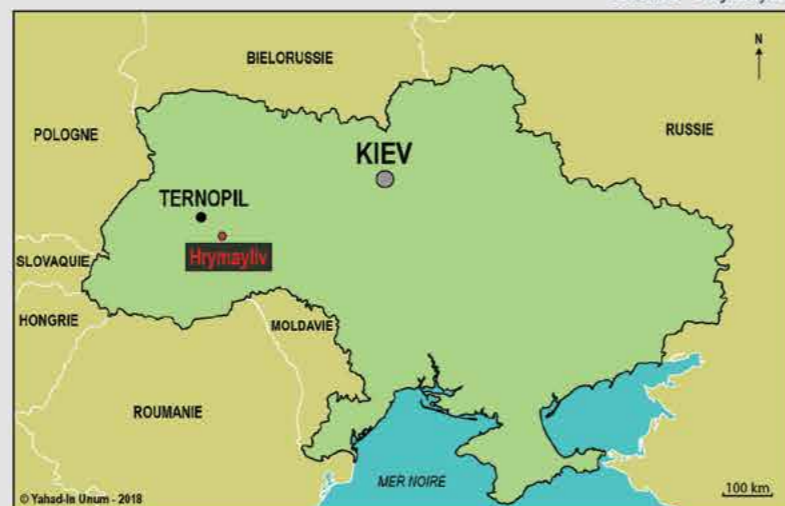 BIELORUSSIE
N
POLOGNE
RUSSIE
KIEV
TERNOPIL
Hrymayliv
SLOVAQUIE
HONGRIE
MOLDAVIE
ROUMANIE
MER NOIRE
© Yahad-In Unum - 2018
100 km